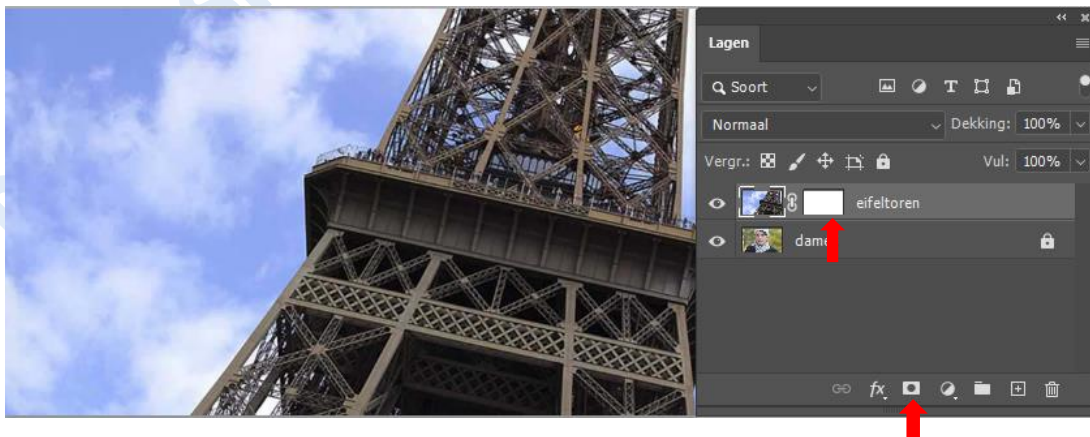 Lagen
Soort
Normaal Dekking: 100%
Vergr.: Vul: 100%
eifeltoren
dame
fx